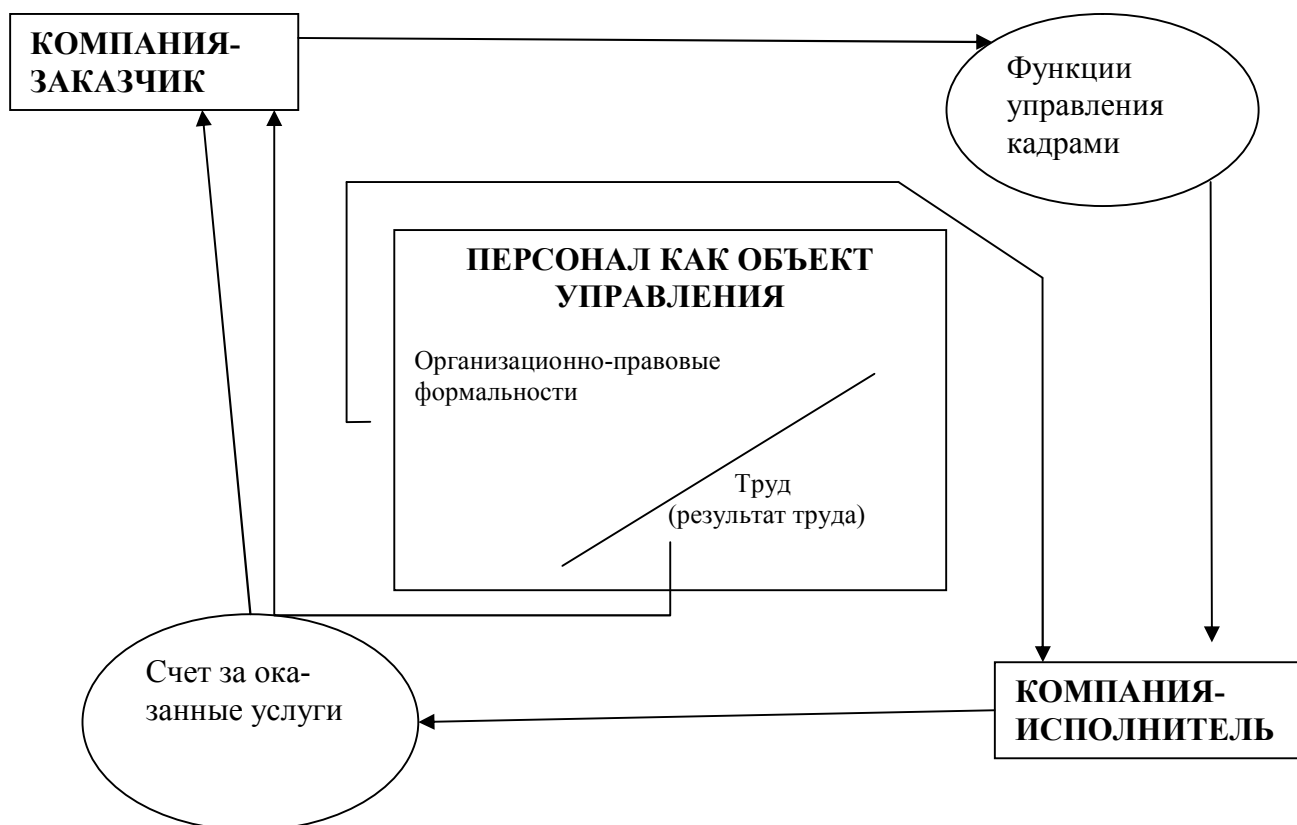 КОМПАНИЯ-
ЗАКАЗЧИК
Функции
управления
кадрами
ПЕРСОНАЛ КАК ОБЪЕКТ
УПРАВЛЕНИЯ
Организационно-правовые
формальности
Труд
(результат труда)
Счет за ока-
занные услуги
КОМПАНИЯ-
ИСПОЛНИТЕЛЬ